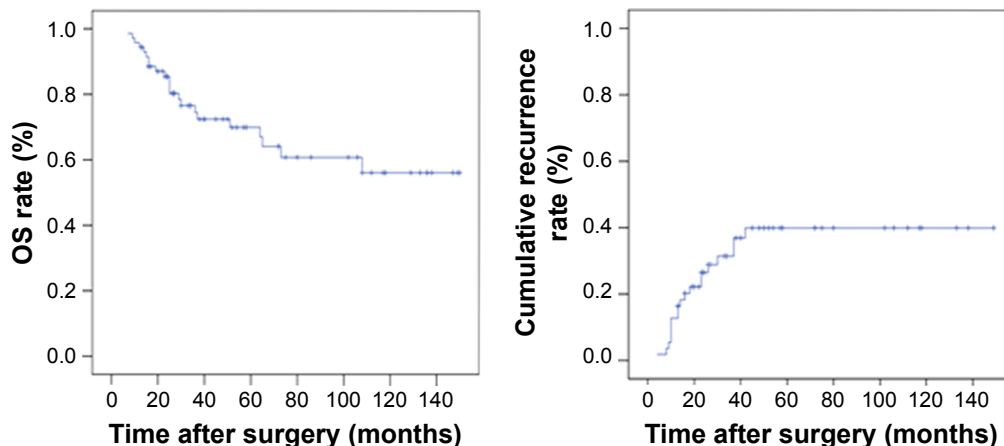 1.0
0.8
0.6
0.4
0.2
0.0
OS rate (%)
0 20 40 60 80 100 120 140
Time after surgery (months)
1.0
0.8
0.6
0.4
0.2
0.0
Cumulative recurrence
rate (%)
0 20 40 60 80 100 120 140
Time after surgery (months)